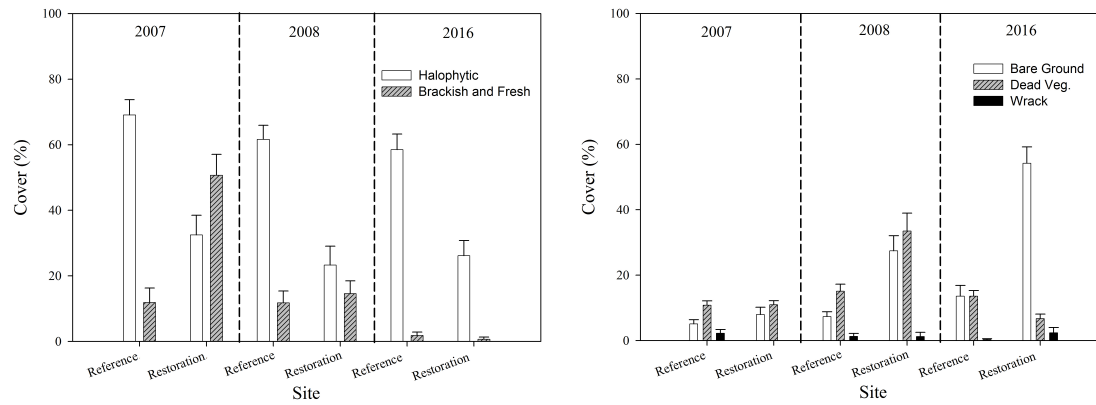 100
80
60
40
20
0
Cover (%)
2007
2008
2016
Halophytic
Brackish and Fresh
Reference
Restoration
Reference
Restoration
Reference
Restoration
Site
100
80
60
40
20
0
Cover (%)
2007
2008
2016
Bare Ground
Dead Veg.
Wrack
Reference
Restoration
Reference
Restoration
Reference
Restoration
Site